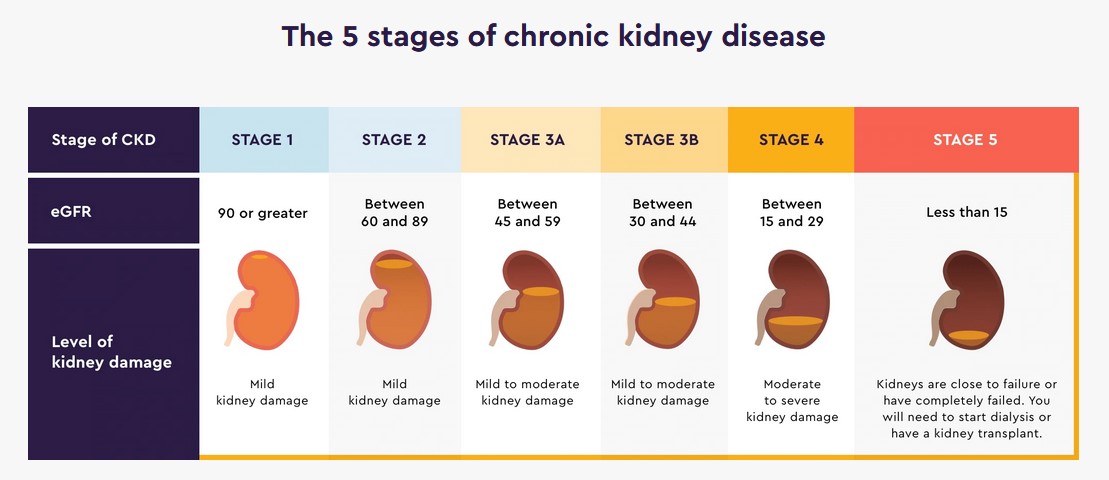 The 5 stages of chronic kidney disease
Stage of CKD
STAGE 1
STAGE 2
STAGE 3A
STAGE 3B
STAGE 4
STAGE 5
eGFR
90 or greater
Between
60 and 89
Between
45 and 59
Between
30 and 44
Between
15 and 29
Less than 15
Level of
kidney damage
Mild
kidney damage
Mild
kidney damage
Mild to moderate
kidney damage
Mild to moderate
kidney damage
Moderate
to severe
kidney damage
Kidneys are close to failure or
have completely failed. You
will need to start dialysis or
have a kidney transplant.